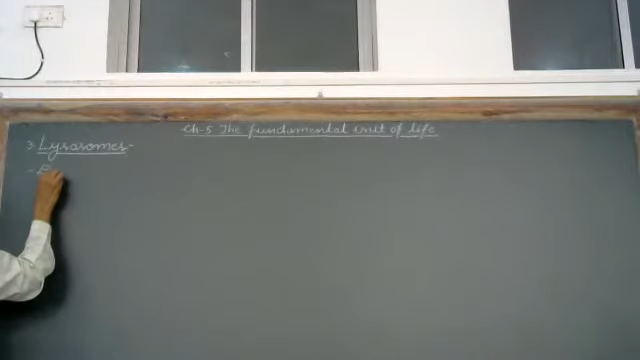 Ch-5 The fundamental unit of life
3. Lysosomes-